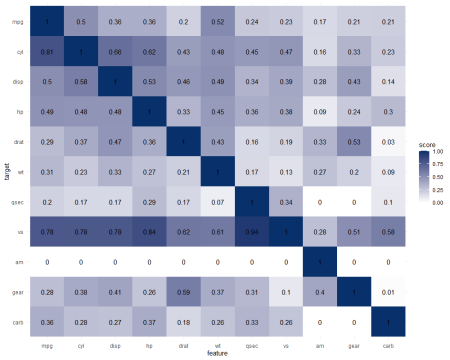 mpg 1 0.5 0.36 0.36 0.2 0.52 0.24 0.23 0.17 0.21 0.21
cyl 0.81 1 0.66 0.62 0.43 0.48 0.45 0.47 0.16 0.33 0.23
disp 0.5 0.58 1 0.53 0.46 0.49 0.34 0.39 0.28 0.43 0.14
hp 0.49 0.48 0.48 1 0.33 0.45 0.36 0.38 0.09 0.24 0.3
drat 0.29 0.37 0.47 0.36 1 0.43 0.16 0.19 0.33 0.53 0.03
wt 0.31 0.23 0.33 0.27 0.21 1 0.17 0.13 0.27 0.2 0.09
qsec 0.2 0.17 0.17 0.29 0.17 0.07 1 0.34 0 0 0.1
vs 0.78 0.78 0.78 0.84 0.62 0.61 0.94 1 0.28 0.51 0.58
am 0 0 0 0 0 0 0 0 1 0 0
gear 0.28 0.38 0.41 0.26 0.59 0.37 0.31 0.1 0.4 1 0.01
carb 0.36 0.28 0.27 0.37 0.18 0.26 0.33 0.26 0 0 1
mpg cyl disp hp drat wt qsec vs am gear carb
feature
target
score
1.00
0.75
0.50
0.25
0.00